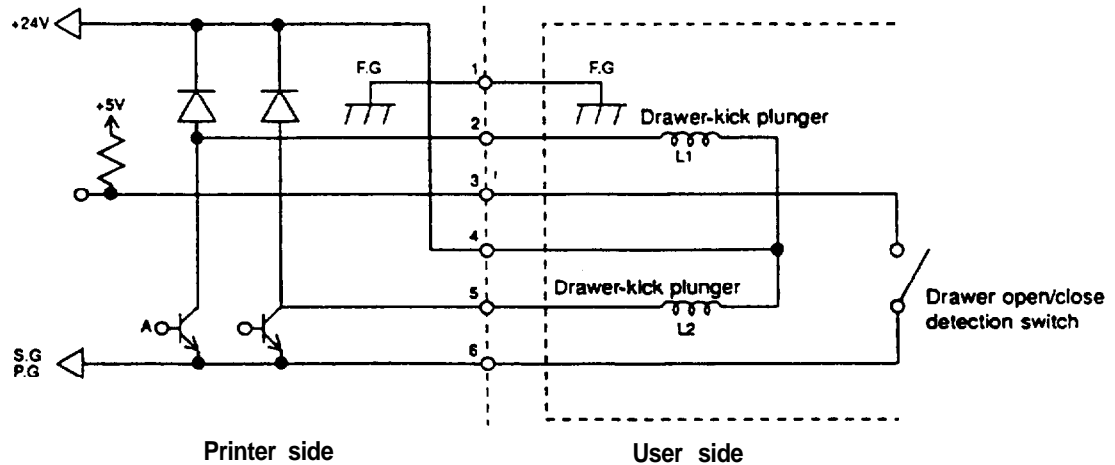 +24V
F.G
1
F.G
+5V
2
Drawer-kick plunger
L1
3
4
Drawer-kick plunger
5
L2
Drawer open/close
detection switch
A
S.G
P.G
6
Printer side
User side